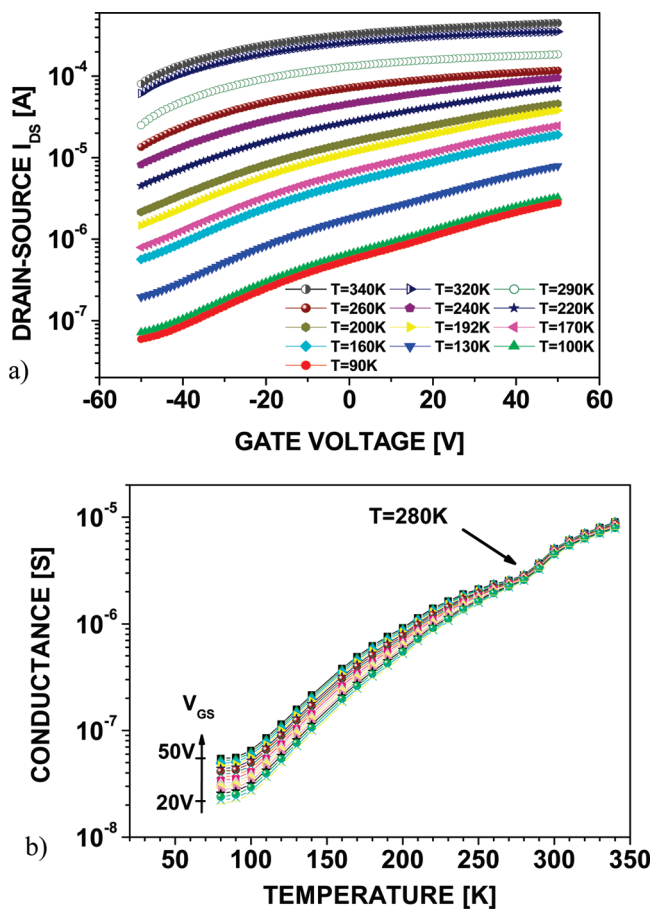 a)
DRAIN-SOURCE I_DS [A]
10^-4
10^-5
10^-6
10^-7
T=340K T=320K T=290K
T=260K T=240K T=220K
T=200K T=192K T=170K
T=160K T=130K T=100K
T=90K
-60 -40 -20 0 20 40 60
GATE VOLTAGE [V]
b)
CONDUCTANCE [S]
10^-5
10^-6
10^-7
10^-8
T=280K
V_GS
50V
20V
50 100 150 200 250 300 350
TEMPERATURE [K]